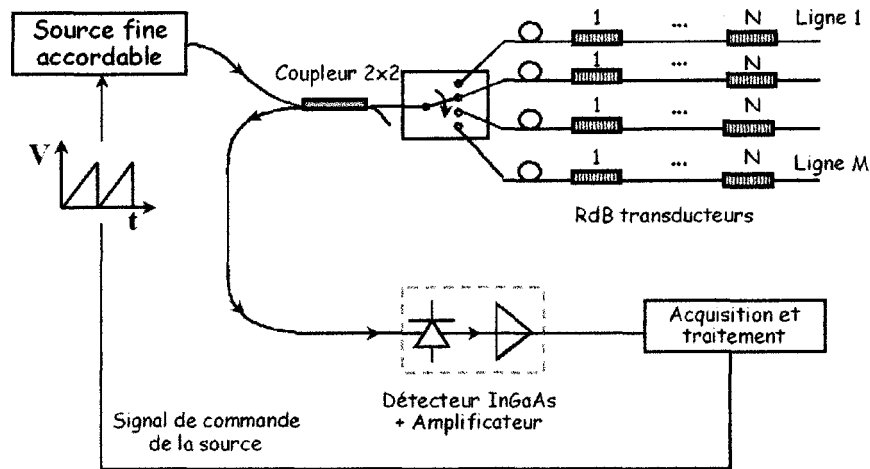 Source fine
accordable
Coupleur 2x2
1 ... N Ligne 1
1 ... N
1 ... N
1 ... N Ligne M
RdB transducteurs
V
t
Acquisition et
traitement
Détecteur InGaAs
+ Amplificateur
Signal de commande
de la source